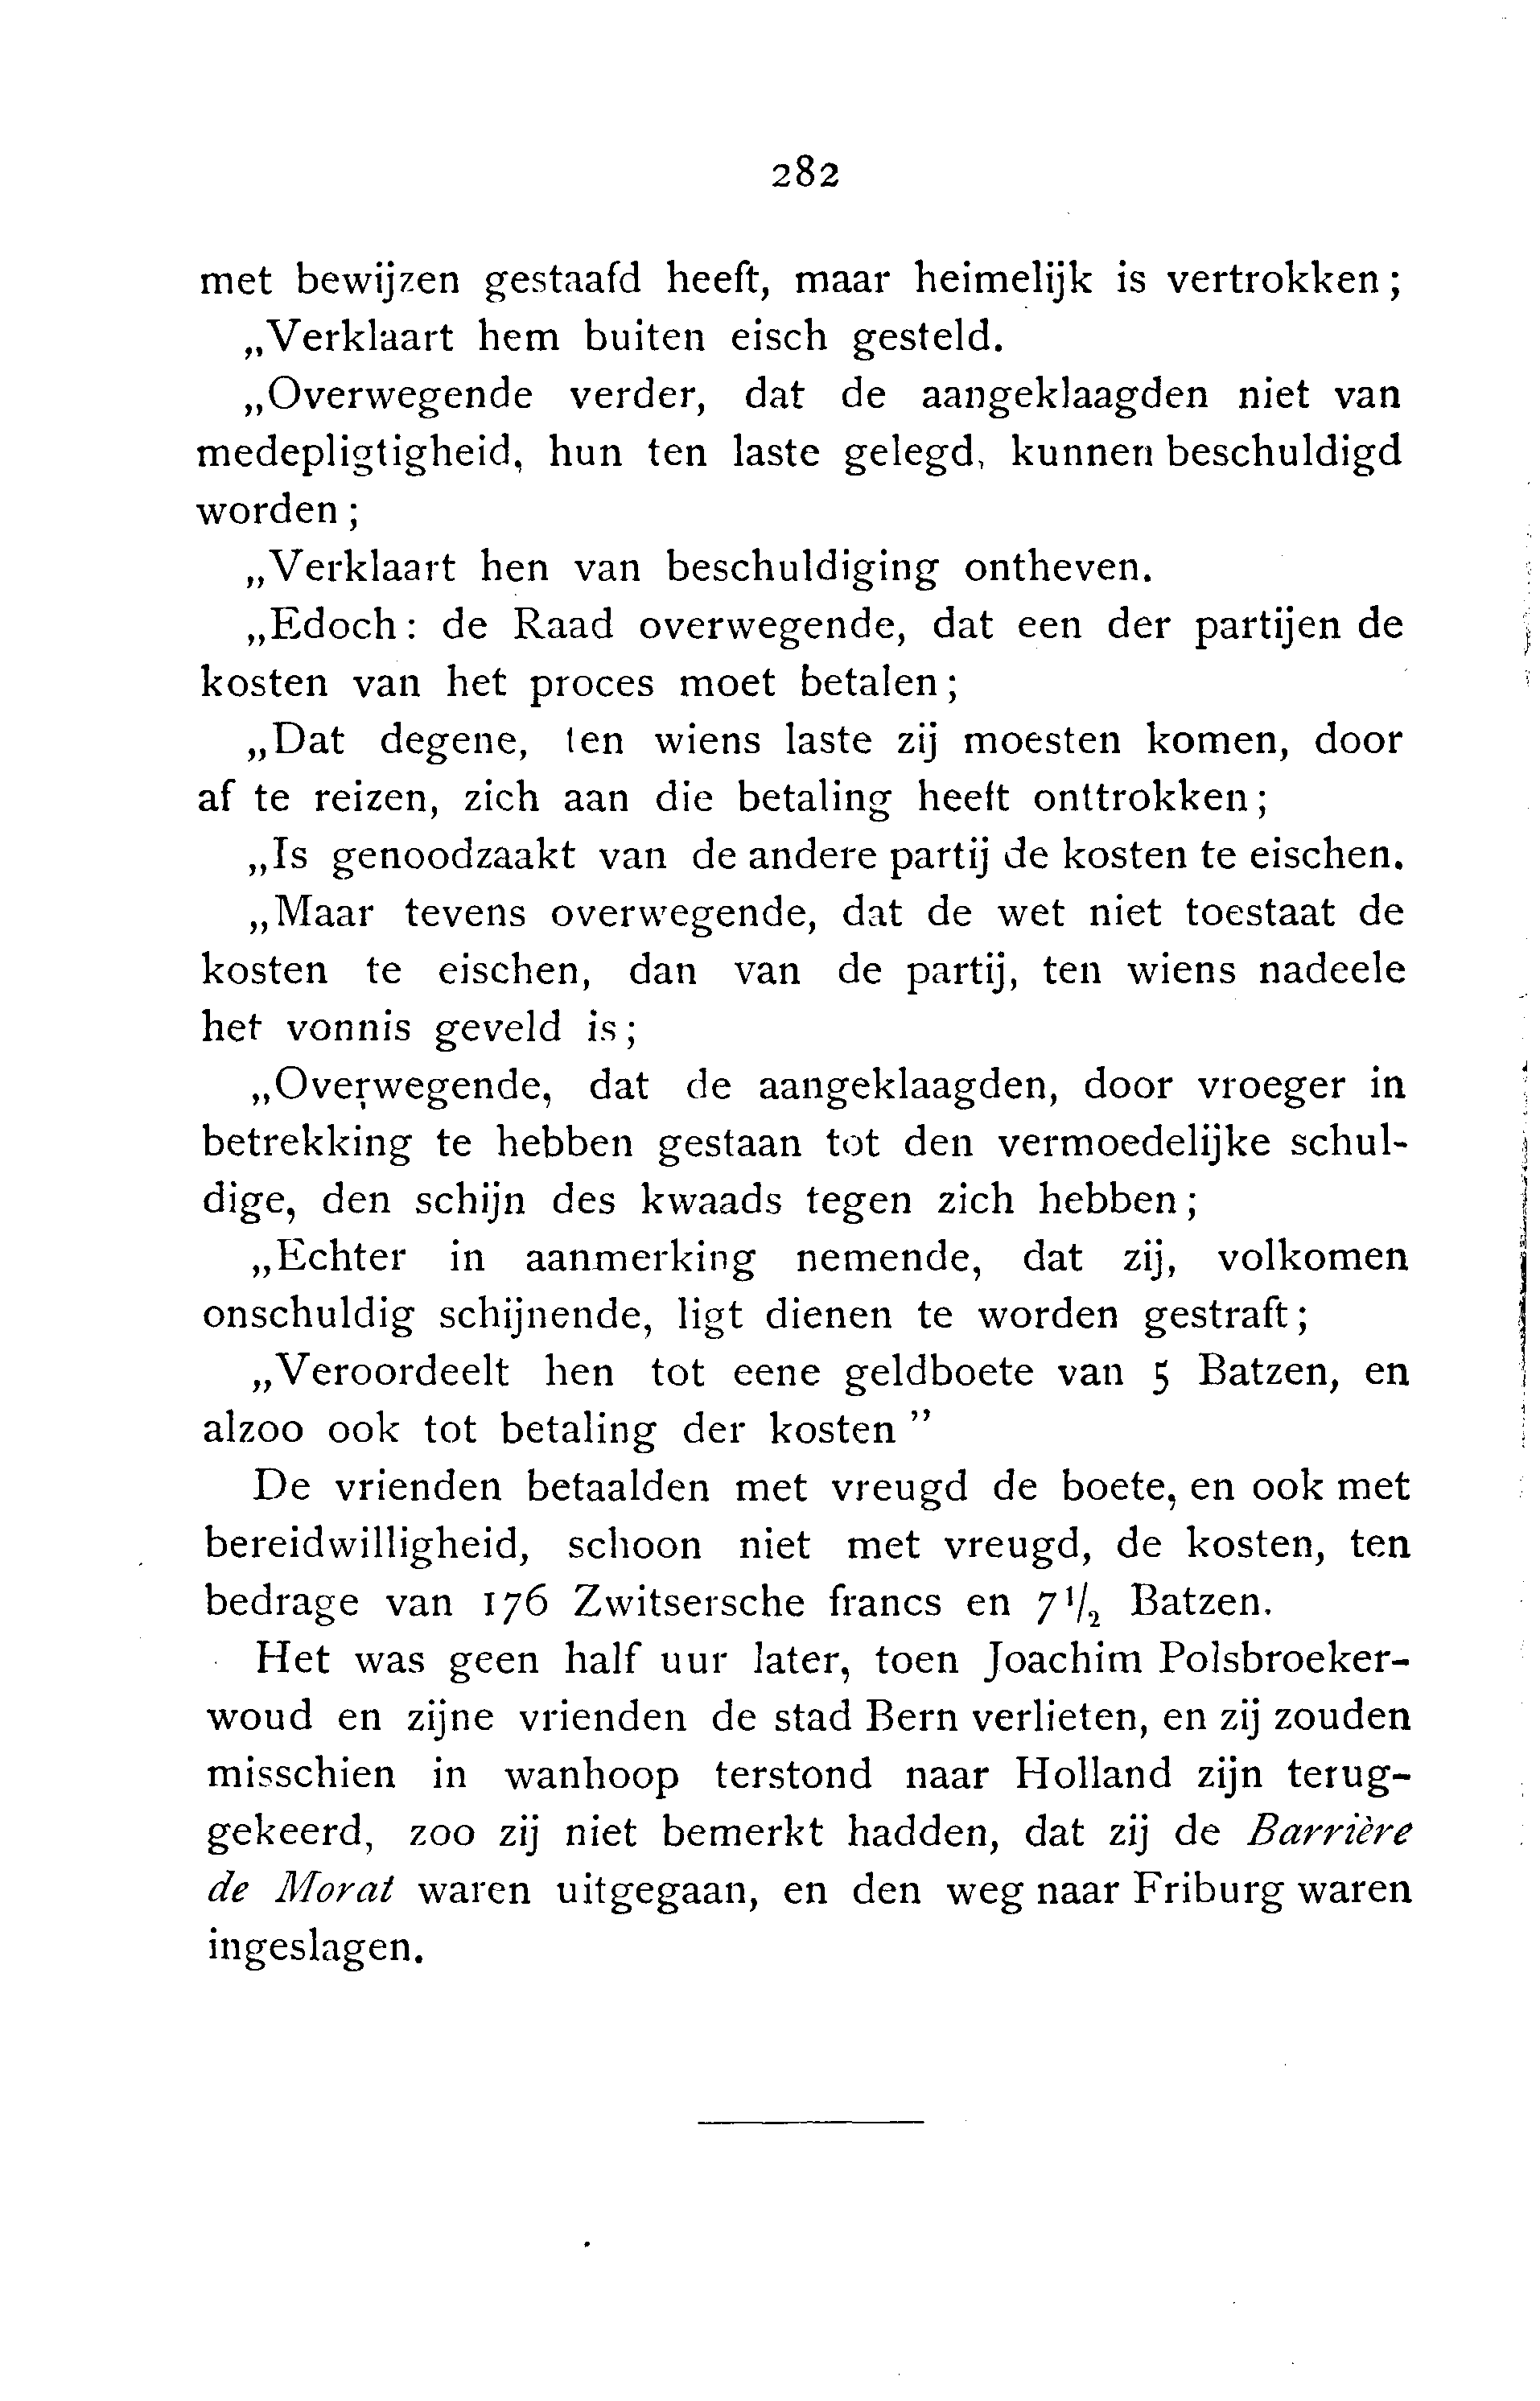 282
met bewijzen gestaafd heeft, maar heimelijk is vertrokken;
„Verklaart hem buiten eisch gesteld.
„Overwegende verder, dat de aangeklaagden niet van
medepligtigheid, hun ten laste gelegd, kunnen beschuldigd
worden;
„Verklaart hen van beschuldiging ontheven.
„Edoch: de Raad overwegende, dat een der partijen de
kosten van het proces moet betalen;
„Dat degene, ten wiens laste zij moesten komen, door
af te reizen, zich aan die betaling heeft onttrokken;
„Is genoodzaakt van de andere partij de kosten te eischen.
„Maar tevens overwegende, dat de wet niet toestaat de
kosten te eischen, dan van de partij, ten wiens nadeele
het vonnis geveld is;
„Overwegende, dat de aangeklaagden, door vroeger in
betrekking te hebben gestaan tot den vermoedelijke schul-
dige, den schijn des kwaads tegen zich hebben;
„Echter in aanmerking nemende, dat zij, volkomen
onschuldig schijnende, ligt dienen te worden gestraft;
„Veroordeelt hen tot eene geldboete van 5 Batzen, en
alzoo ook tot betaling der kosten ”
De vrienden betaalden met vreugd de boete, en ook met
bereidwilligheid, schoon niet met vreugd, de kosten, ten
bedrage van 176 Zwitsersche francs en 7 1/2 Batzen.
Het was geen half uur later, toen Joachim Polsbroeker-
woud en zijne vrienden de stad Bern verlieten, en zij zouden
misschien in wanhoop terstond naar Holland zijn terug-
gekeerd, zoo zij niet bemerkt hadden, dat zij de Barrière
de Morat waren uitgegaan, en den weg naar Friburg waren
ingeslagen.